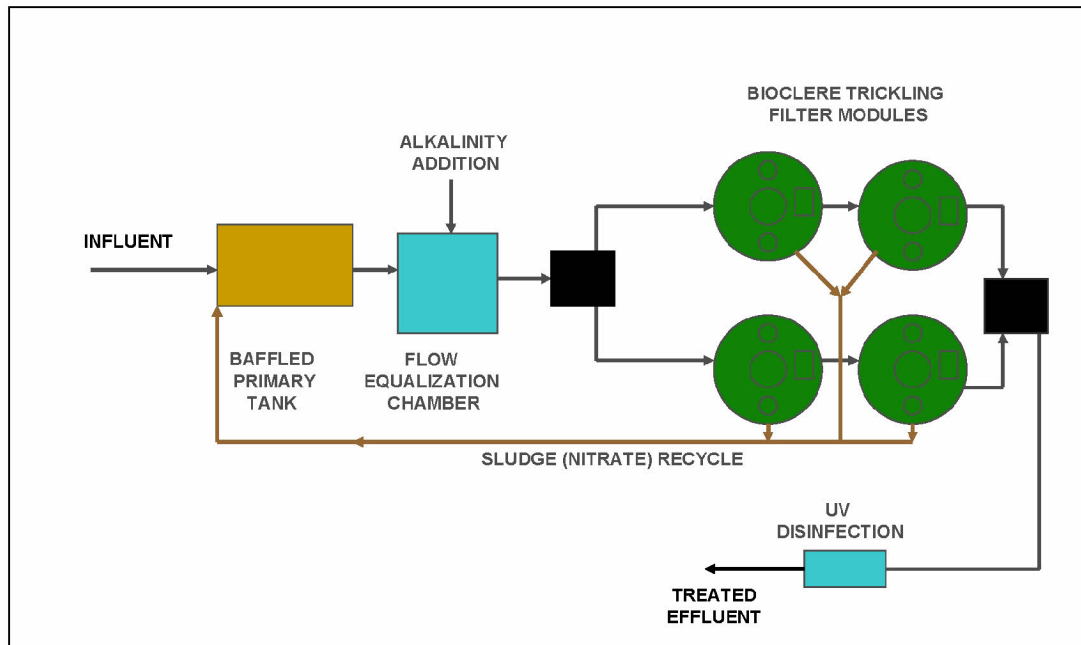 BIOCLERE TRICKLING
FILTER MODULES
ALKALINITY
ADDITION
INFLUENT
BAFFLED
PRIMARY
TANK
FLOW
EQUALIZATION
CHAMBER
SLUDGE (NITRATE) RECYCLE
UV
DISINFECTION
TREATED
EFFLUENT